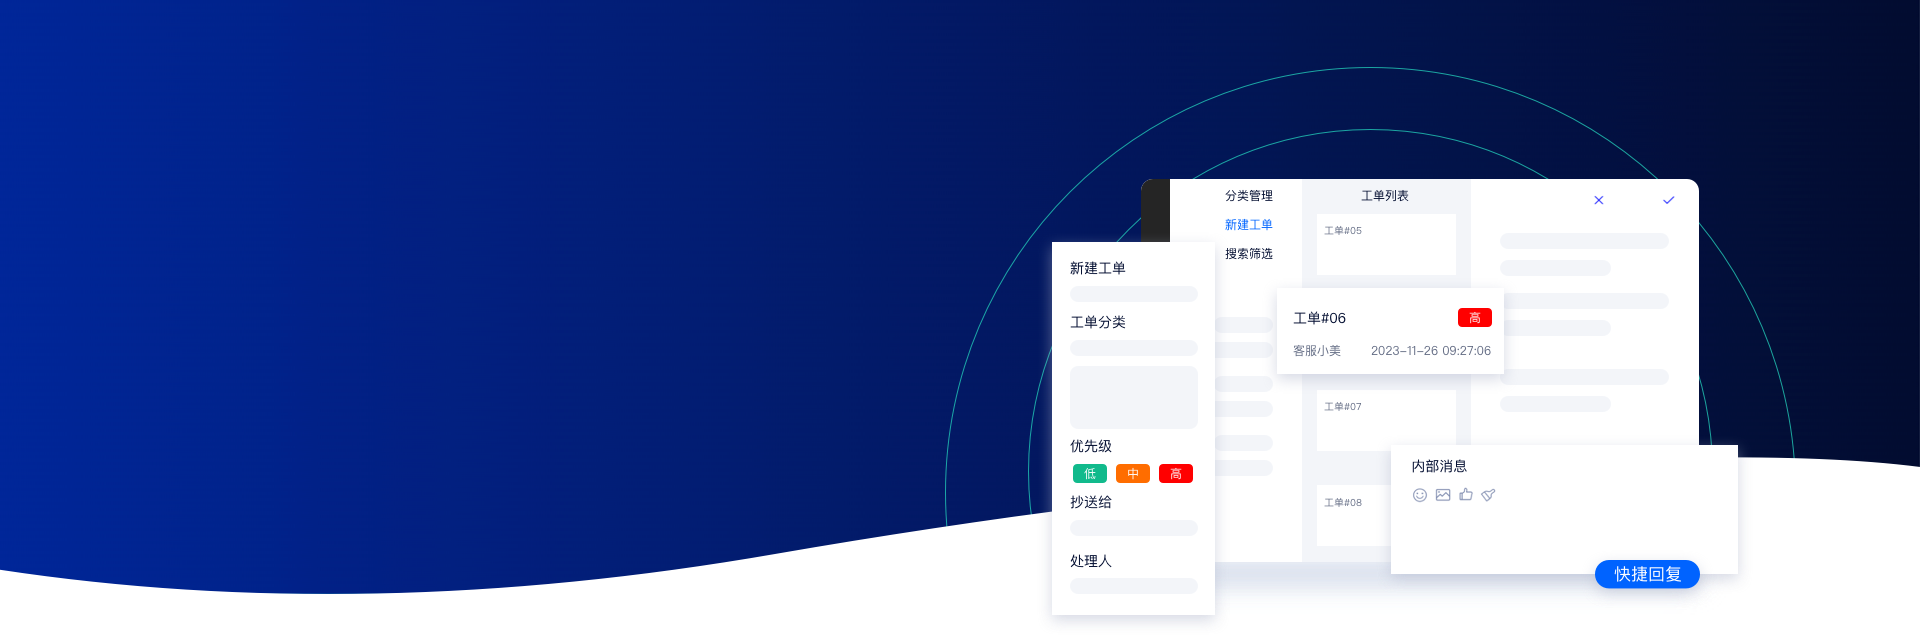 分类管理
新建工单
搜索筛选
工单列表
工单#05
工单#06
高
客服小美 2023-11-26 09:27:06
工单#07
工单#08
新建工单
工单分类
优先级
低 中 高
抄送给
处理人
内部消息
快捷回复